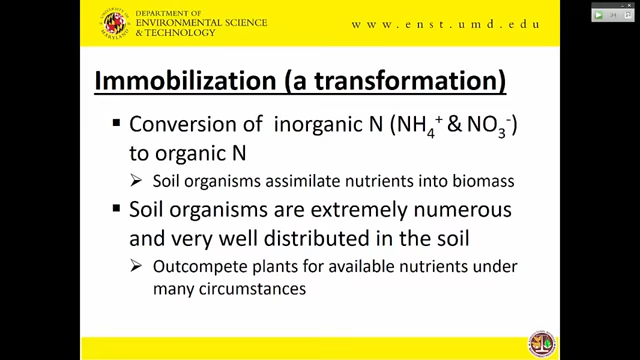 DEPARTMENT OF
ENVIRONMENTAL SCIENCE
& TECHNOLOGY
www.enst.umd.edu
Immobilization (a transformation)
▪ Conversion of inorganic N (NH₄⁺ & NO₃⁻)
to organic N
➢ Soil organisms assimilate nutrients into biomass
▪ Soil organisms are extremely numerous
and very well distributed in the soil
➢ Outcompete plants for available nutrients under
many circumstances